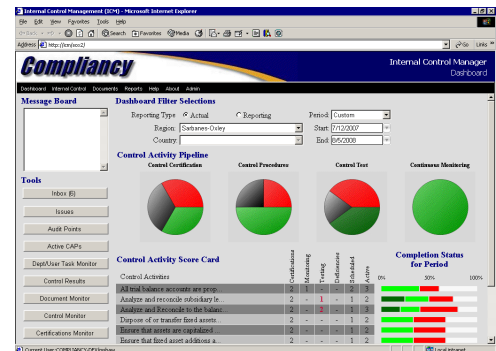 Internal Control Management (ICM) - Microsoft Internet Explorer
File Edit View Favorites Tools Help
Back Search Favorites Media
Address http://icm/aco2/ Go Links »
Compliancy
Internal Control Manager
Dashboard
Dashboard Internal Control Documents Reports Help About Admin
Message Board
Dashboard Filter Selections
Reporting Type Actual Reporting Period: Custom
Region: Sarbanes-Oxley Start: 7/12/2007
Country: End: 8/5/2008
Control Activity Pipeline
Control Certification Control Procedures Control Test Continuous Monitoring
Tools
Inbox (6)
Issues
Audit Points
Active CAPs
Dept/User Task Monitor
Control Results
Document Monitor
Control Monitor
Certifications Monitor
Control Activity Score Card
Certifications Monitoring Testing Deficiencies Scheduled Active
Completion Status
for Period
Control Activities 0% 50% 100%
All trial balance accounts are prop... 2 1 - - 2 3
Analyze and reconcile subsidiary le... 2 - 1 - 1 2
Analyze and Reconcile to the balanc... 2 - 2 - 1 3
Dispose of or transfer fixed assets... 2 - - - 1 2
Ensure that assets are capitalized... 2 - - - 1 2
Ensure that fixed asset additions a... 2 - - - 1 2
Local intranet